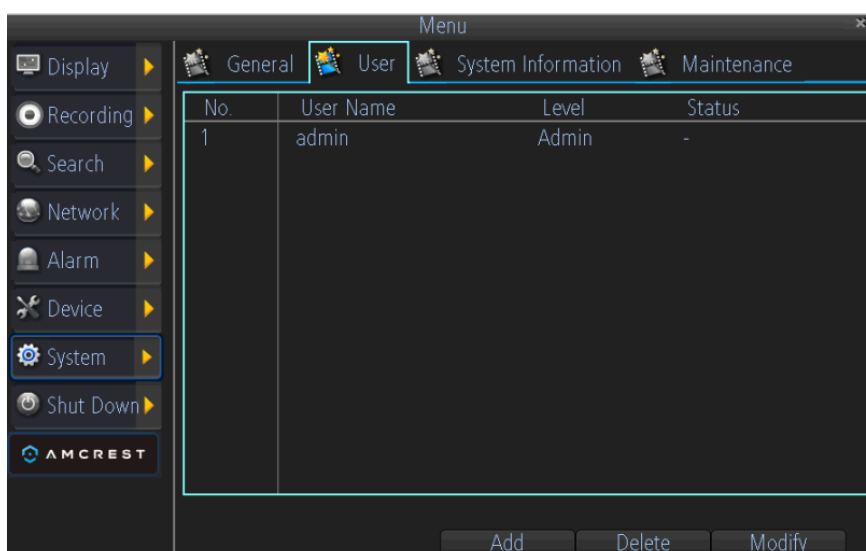 Menu
Display
Recording
Search
Network
Alarm
Device
System
Shut Down
AMCREST
General User System Information Maintenance
No. User Name Level Status
1 admin Admin -
Add Delete Modify